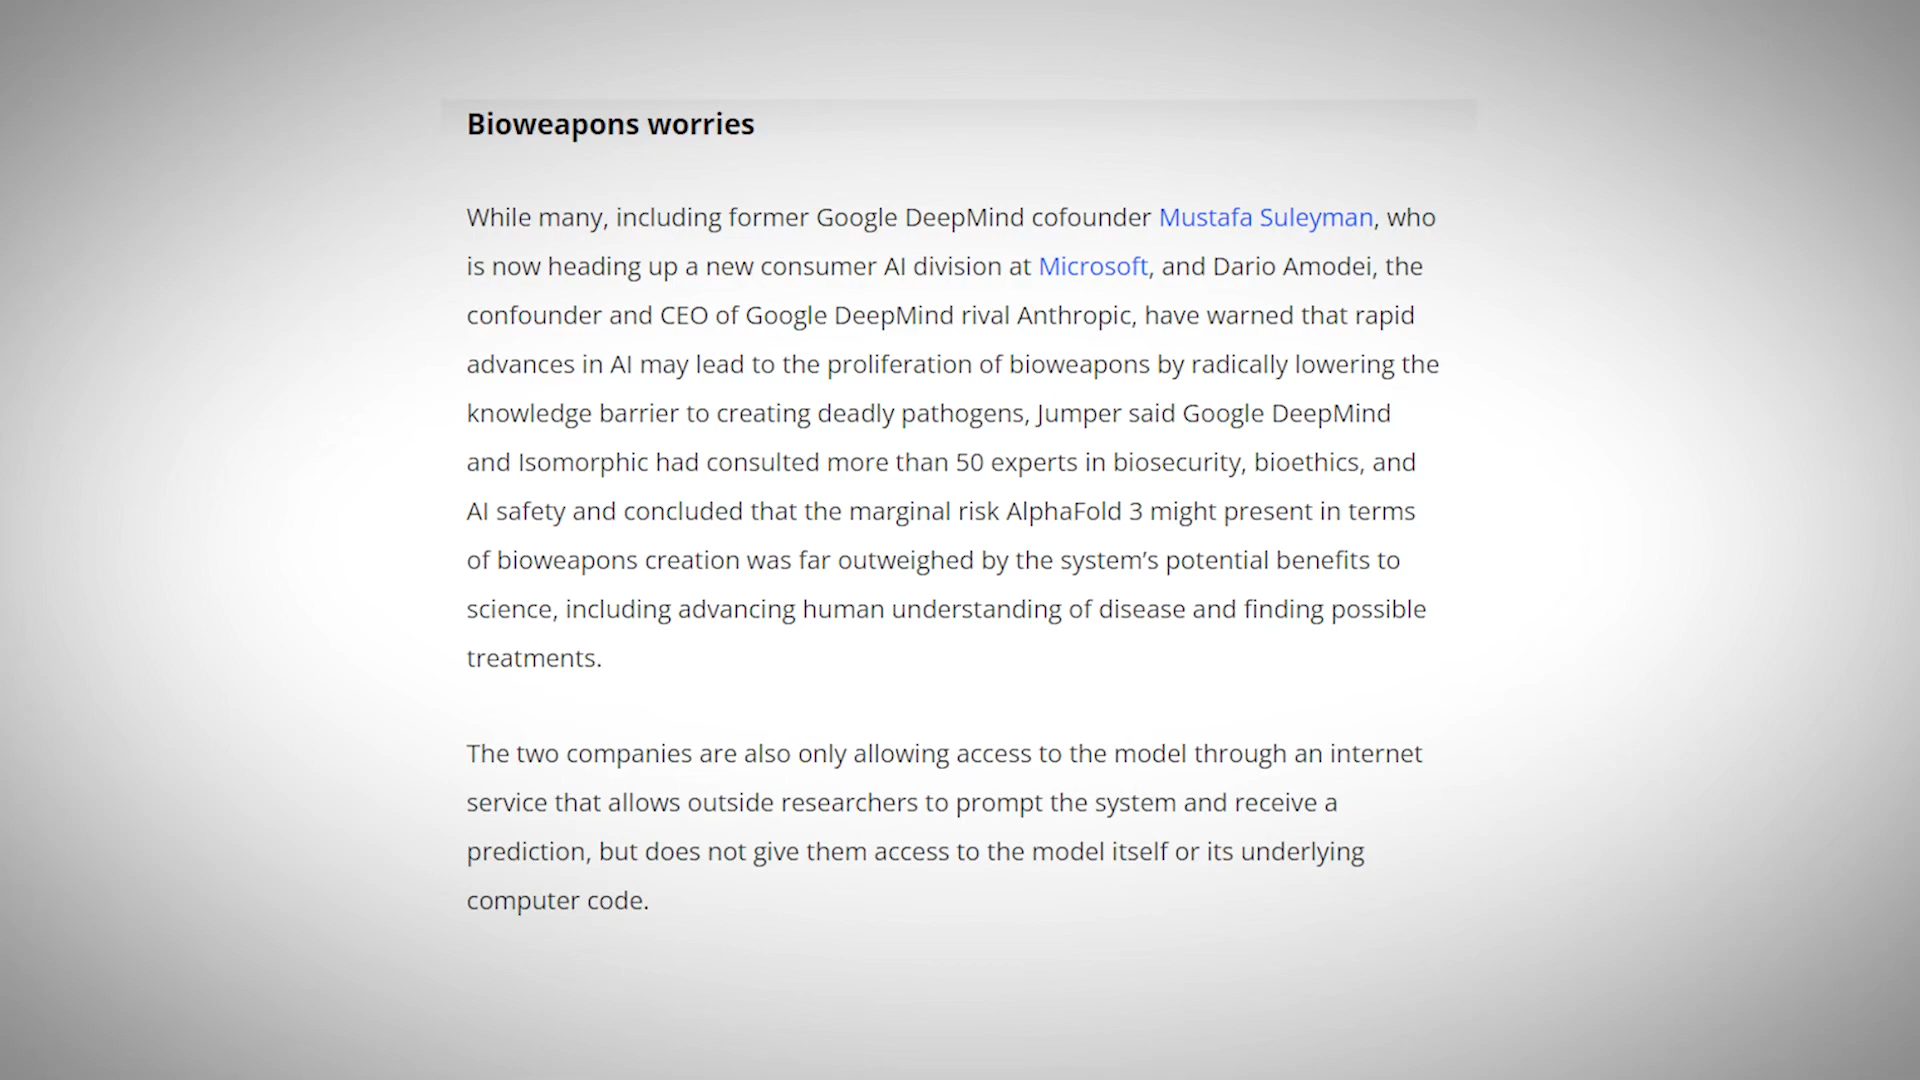 Bioweapons worries
While many, including former Google DeepMind cofounder Mustafa Suleyman, who
is now heading up a new consumer AI division at Microsoft, and Dario Amodei, the
confounder and CEO of Google DeepMind rival Anthropic, have warned that rapid
advances in AI may lead to the proliferation of bioweapons by radically lowering the
knowledge barrier to creating deadly pathogens, Jumper said Google DeepMind
and Isomorphic had consulted more than 50 experts in biosecurity, bioethics, and
AI safety and concluded that the marginal risk AlphaFold 3 might present in terms
of bioweapons creation was far outweighed by the system’s potential benefits to
science, including advancing human understanding of disease and finding possible
treatments.
The two companies are also only allowing access to the model through an internet
service that allows outside researchers to prompt the system and receive a
prediction, but does not give them access to the model itself or its underlying
computer code.